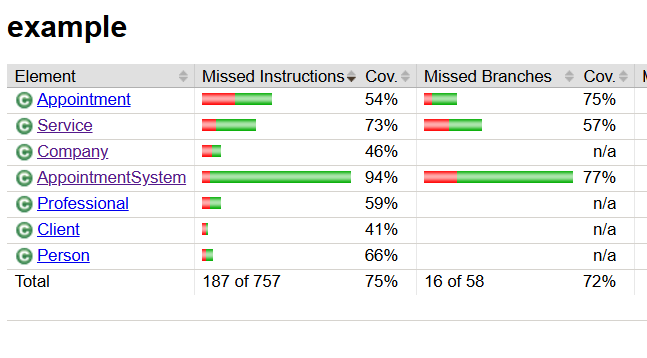 example
Element Missed Instructions Cov. Missed Branches Cov. M
C Appointment 54% 75%
C Service 73% 57%
C Company 46% n/a
C AppointmentSystem 94% 77%
C Professional 59% n/a
C Client 41% n/a
C Person 66% n/a
Total 187 of 757 75% 16 of 58 72%